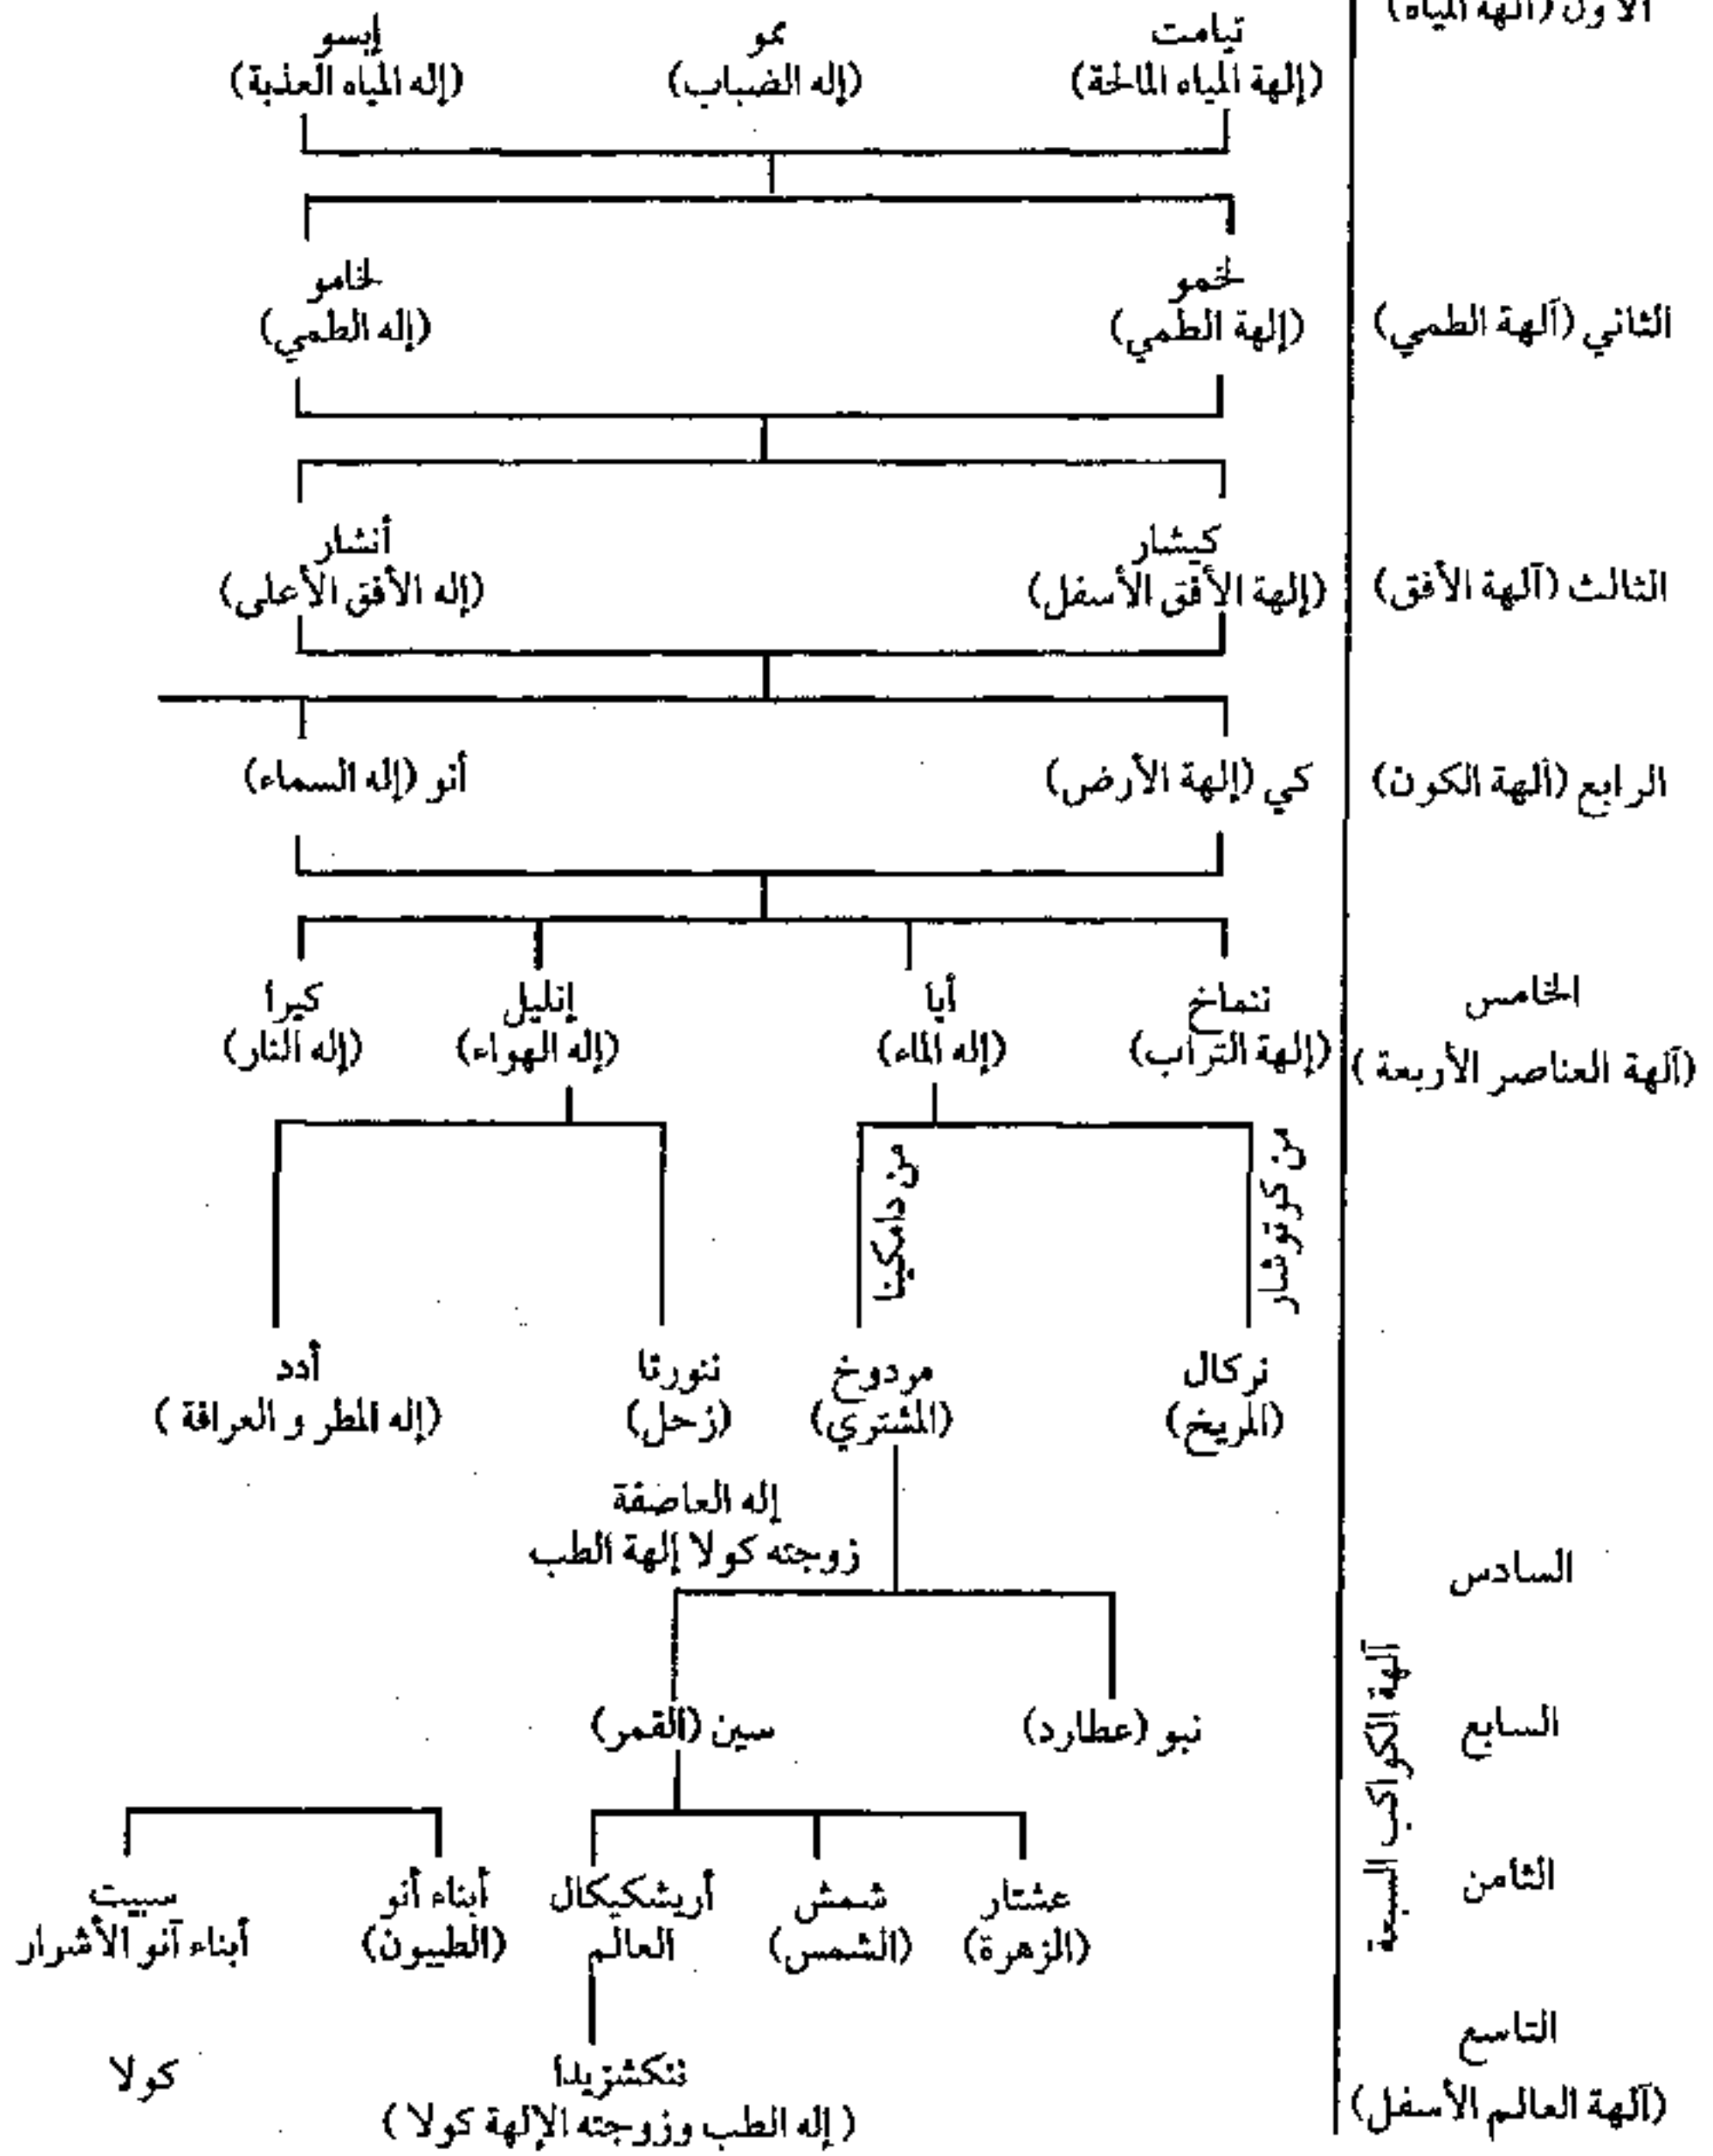 الأول (آلهة المياه)
تيامت
(إلهة المياه المالحة)
ممو
(إله الضباب)
إبسو
(إله المياه العذبة)
الثاني (آلهة الطمي)
لخمو
(إلهة الطمي)
لخامو
(إله الطمي)
الثالث (آلهة الأفق)
كيشار
(إلهة الأفق الأسفل)
أنشار
(إله الأفق الأعلى)
الرابع (آلهة الكون)
كي (إلهة الأرض)
أنو (إله السماء)
الخامس
(آلهة العناصر الأربعة)
ننماخ
(إلهة التراب)
أيا
(إله الماء)
إنليل
(إله الهواء)
كيرا
(إله النار)
من كوتوشار
من دامكينا
نركال
(المريخ)
مردوخ
(المشتري)
ننورتا
(زحل)
أدد
(إله المطر و العرافة)
السادس
إله العاصفة
زوجته كولا إلهة الطب
آلهة الكواكب السبعة
السابع
نبو (عطارد)
سين (القمر)
الثامن
عشتار
(الزهرة)
شمش
(الشمس)
أريشكيكال
العالم
أبناء أنو
(الطيبون)
سبيت
أبناء آنو الأشرار
التاسع
(آلهة العالم الأسفل)
ننكشزيدا
(إله الطب وزوجته الإلهة كولا)
كولا